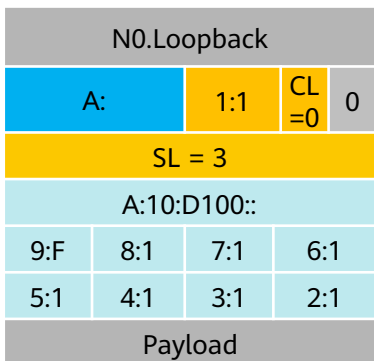 N0.Loopback
A: 1:1 CL =0 0
SL = 3
A:10:D100::
9:F 8:1 7:1 6:1
5:1 4:1 3:1 2:1
Payload